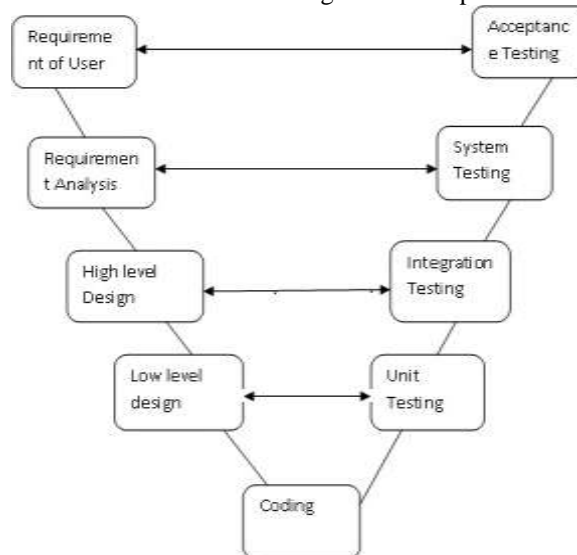 Requireme
nt of User
Acceptanc
e Testing
Requiremen
t Analysis
System
Testing
High level
Design
Integration
Testing
Low level
design
Unit
Testing
Coding